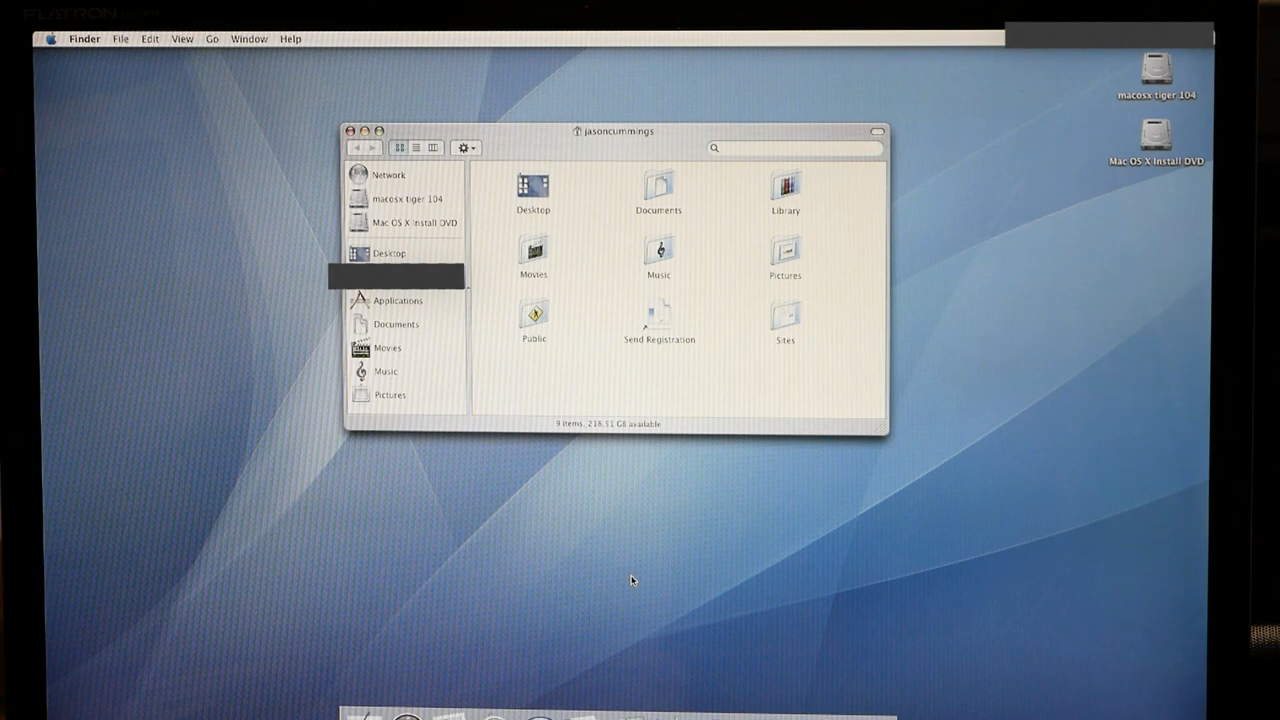 FLATRON
Finder File Edit View Go Window Help
macosx tiger 104
Mac OS X Install DVD
jasoncummings
Network
macosx tiger 104
Mac OS X Install DVD
Desktop
Applications
Documents
Movies
Music
Pictures
Desktop Documents Library
Movies Music Pictures
Public Send Registration Sites
9 items, 216.51 GB available